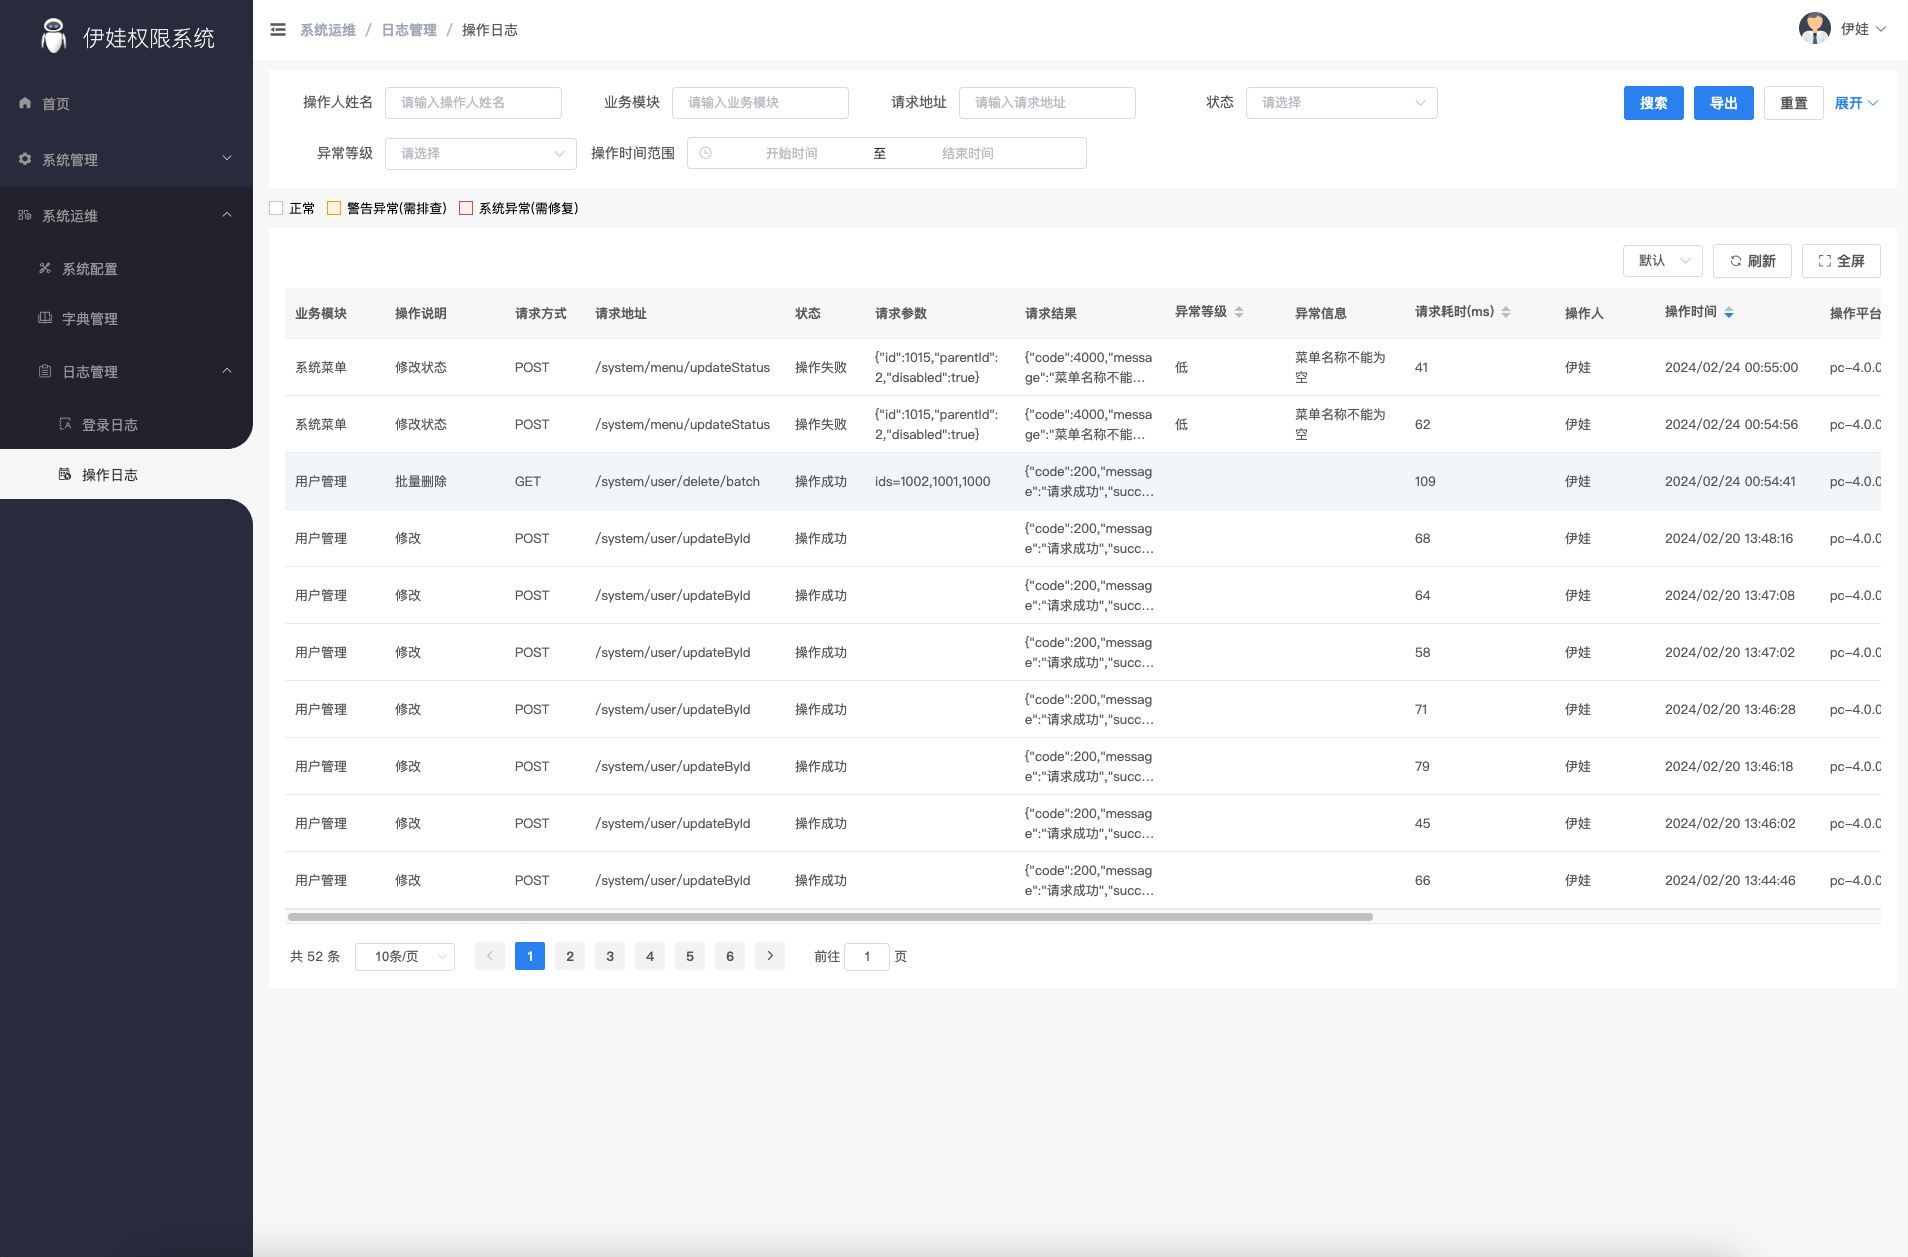 伊娃权限系统
首页
系统管理
系统运维
系统配置
字典管理
日志管理
登录日志
操作日志
系统运维 / 日志管理 / 操作日志
伊娃
操作人姓名 请输入操作人姓名 业务模块 请输入业务模块 请求地址 请输入请求地址 状态 请选择 搜索 导出 重置 展开
异常等级 请选择 操作时间范围 开始时间 至 结束时间
正常 警告异常(需排查) 系统异常(需修复)
默认 刷新 全屏
业务模块 操作说明 请求方式 请求地址 状态 请求参数 请求结果 异常等级 异常信息 请求耗时(ms) 操作人 操作时间 操作平台
系统菜单 修改状态 POST /system/menu/updateStatus 操作失败 {"id":1015,"parentId": {"code":4000,"messa 低 菜单名称不能为 41 伊娃 2024/02/24 00:55:00 pc-4.0.0
2,"disabled":true} ge":"菜单名称不能... 空
系统菜单 修改状态 POST /system/menu/updateStatus 操作失败 {"id":1015,"parentId": {"code":4000,"messa 低 菜单名称不能为 62 伊娃 2024/02/24 00:54:56 pc-4.0.0
2,"disabled":true} ge":"菜单名称不能... 空
用户管理 批量删除 GET /system/user/delete/batch 操作成功 ids=1002,1001,1000 {"code":200,"messag 109 伊娃 2024/02/24 00:54:41 pc-4.0.0
e":"请求成功","succ...
用户管理 修改 POST /system/user/updateById 操作成功 {"code":200,"messag 68 伊娃 2024/02/20 13:48:16 pc-4.0.0
e":"请求成功","succ...
用户管理 修改 POST /system/user/updateById 操作成功 {"code":200,"messag 64 伊娃 2024/02/20 13:47:08 pc-4.0.0
e":"请求成功","succ...
用户管理 修改 POST /system/user/updateById 操作成功 {"code":200,"messag 58 伊娃 2024/02/20 13:47:02 pc-4.0.0
e":"请求成功","succ...
用户管理 修改 POST /system/user/updateById 操作成功 {"code":200,"messag 71 伊娃 2024/02/20 13:46:28 pc-4.0.0
e":"请求成功","succ...
用户管理 修改 POST /system/user/updateById 操作成功 {"code":200,"messag 79 伊娃 2024/02/20 13:46:18 pc-4.0.0
e":"请求成功","succ...
用户管理 修改 POST /system/user/updateById 操作成功 {"code":200,"messag 45 伊娃 2024/02/20 13:46:02 pc-4.0.0
e":"请求成功","succ...
用户管理 修改 POST /system/user/updateById 操作成功 {"code":200,"messag 66 伊娃 2024/02/20 13:44:46 pc-4.0.0
e":"请求成功","succ...
共 52 条 10条/页 1 2 3 4 5 6 前往 1 页